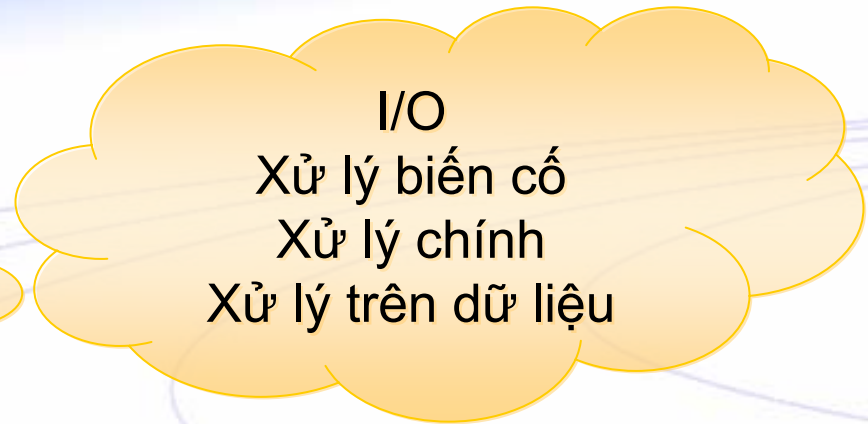 I/O
Xử lý biến cố
Xử lý chính
Xử lý trên dữ liệu